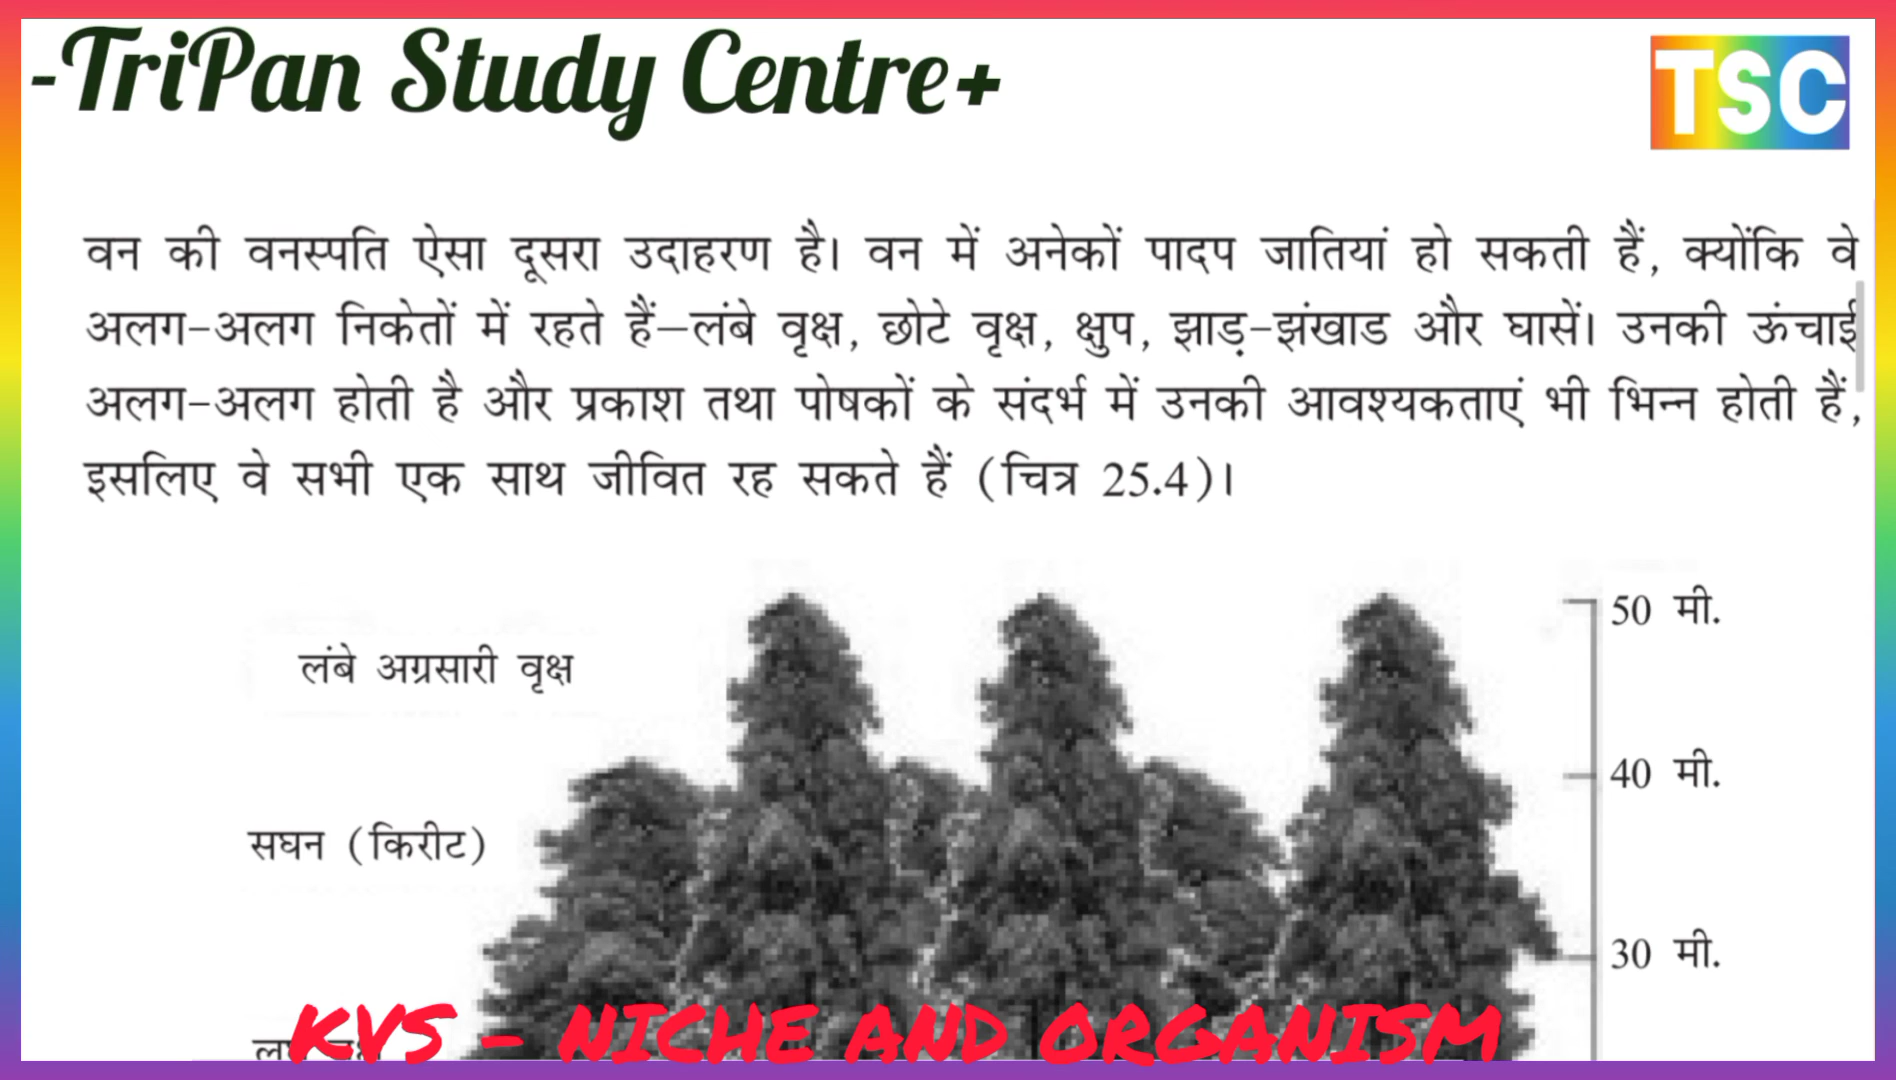 -TriPan Study Centre+
TSC
वन की वनस्पति ऐसा दूसरा उदाहरण है। वन में अनेकों पादप जातियां हो सकती हैं, क्योंकि वे
अलग-अलग निकेतों में रहते हैं–लंबे वृक्ष, छोटे वृक्ष, क्षुप, झाड़-झंखाड और घासें। उनकी ऊंचाई
अलग-अलग होती है और प्रकाश तथा पोषकों के संदर्भ में उनकी आवश्यकताएं भी भिन्न होती हैं,
इसलिए वे सभी एक साथ जीवित रह सकते हैं (चित्र 25.4)।
50 मी.
लंबे अग्रसारी वृक्ष
40 मी.
सघन (किरीट)
30 मी.
KVS - NICHE AND ORGANISM